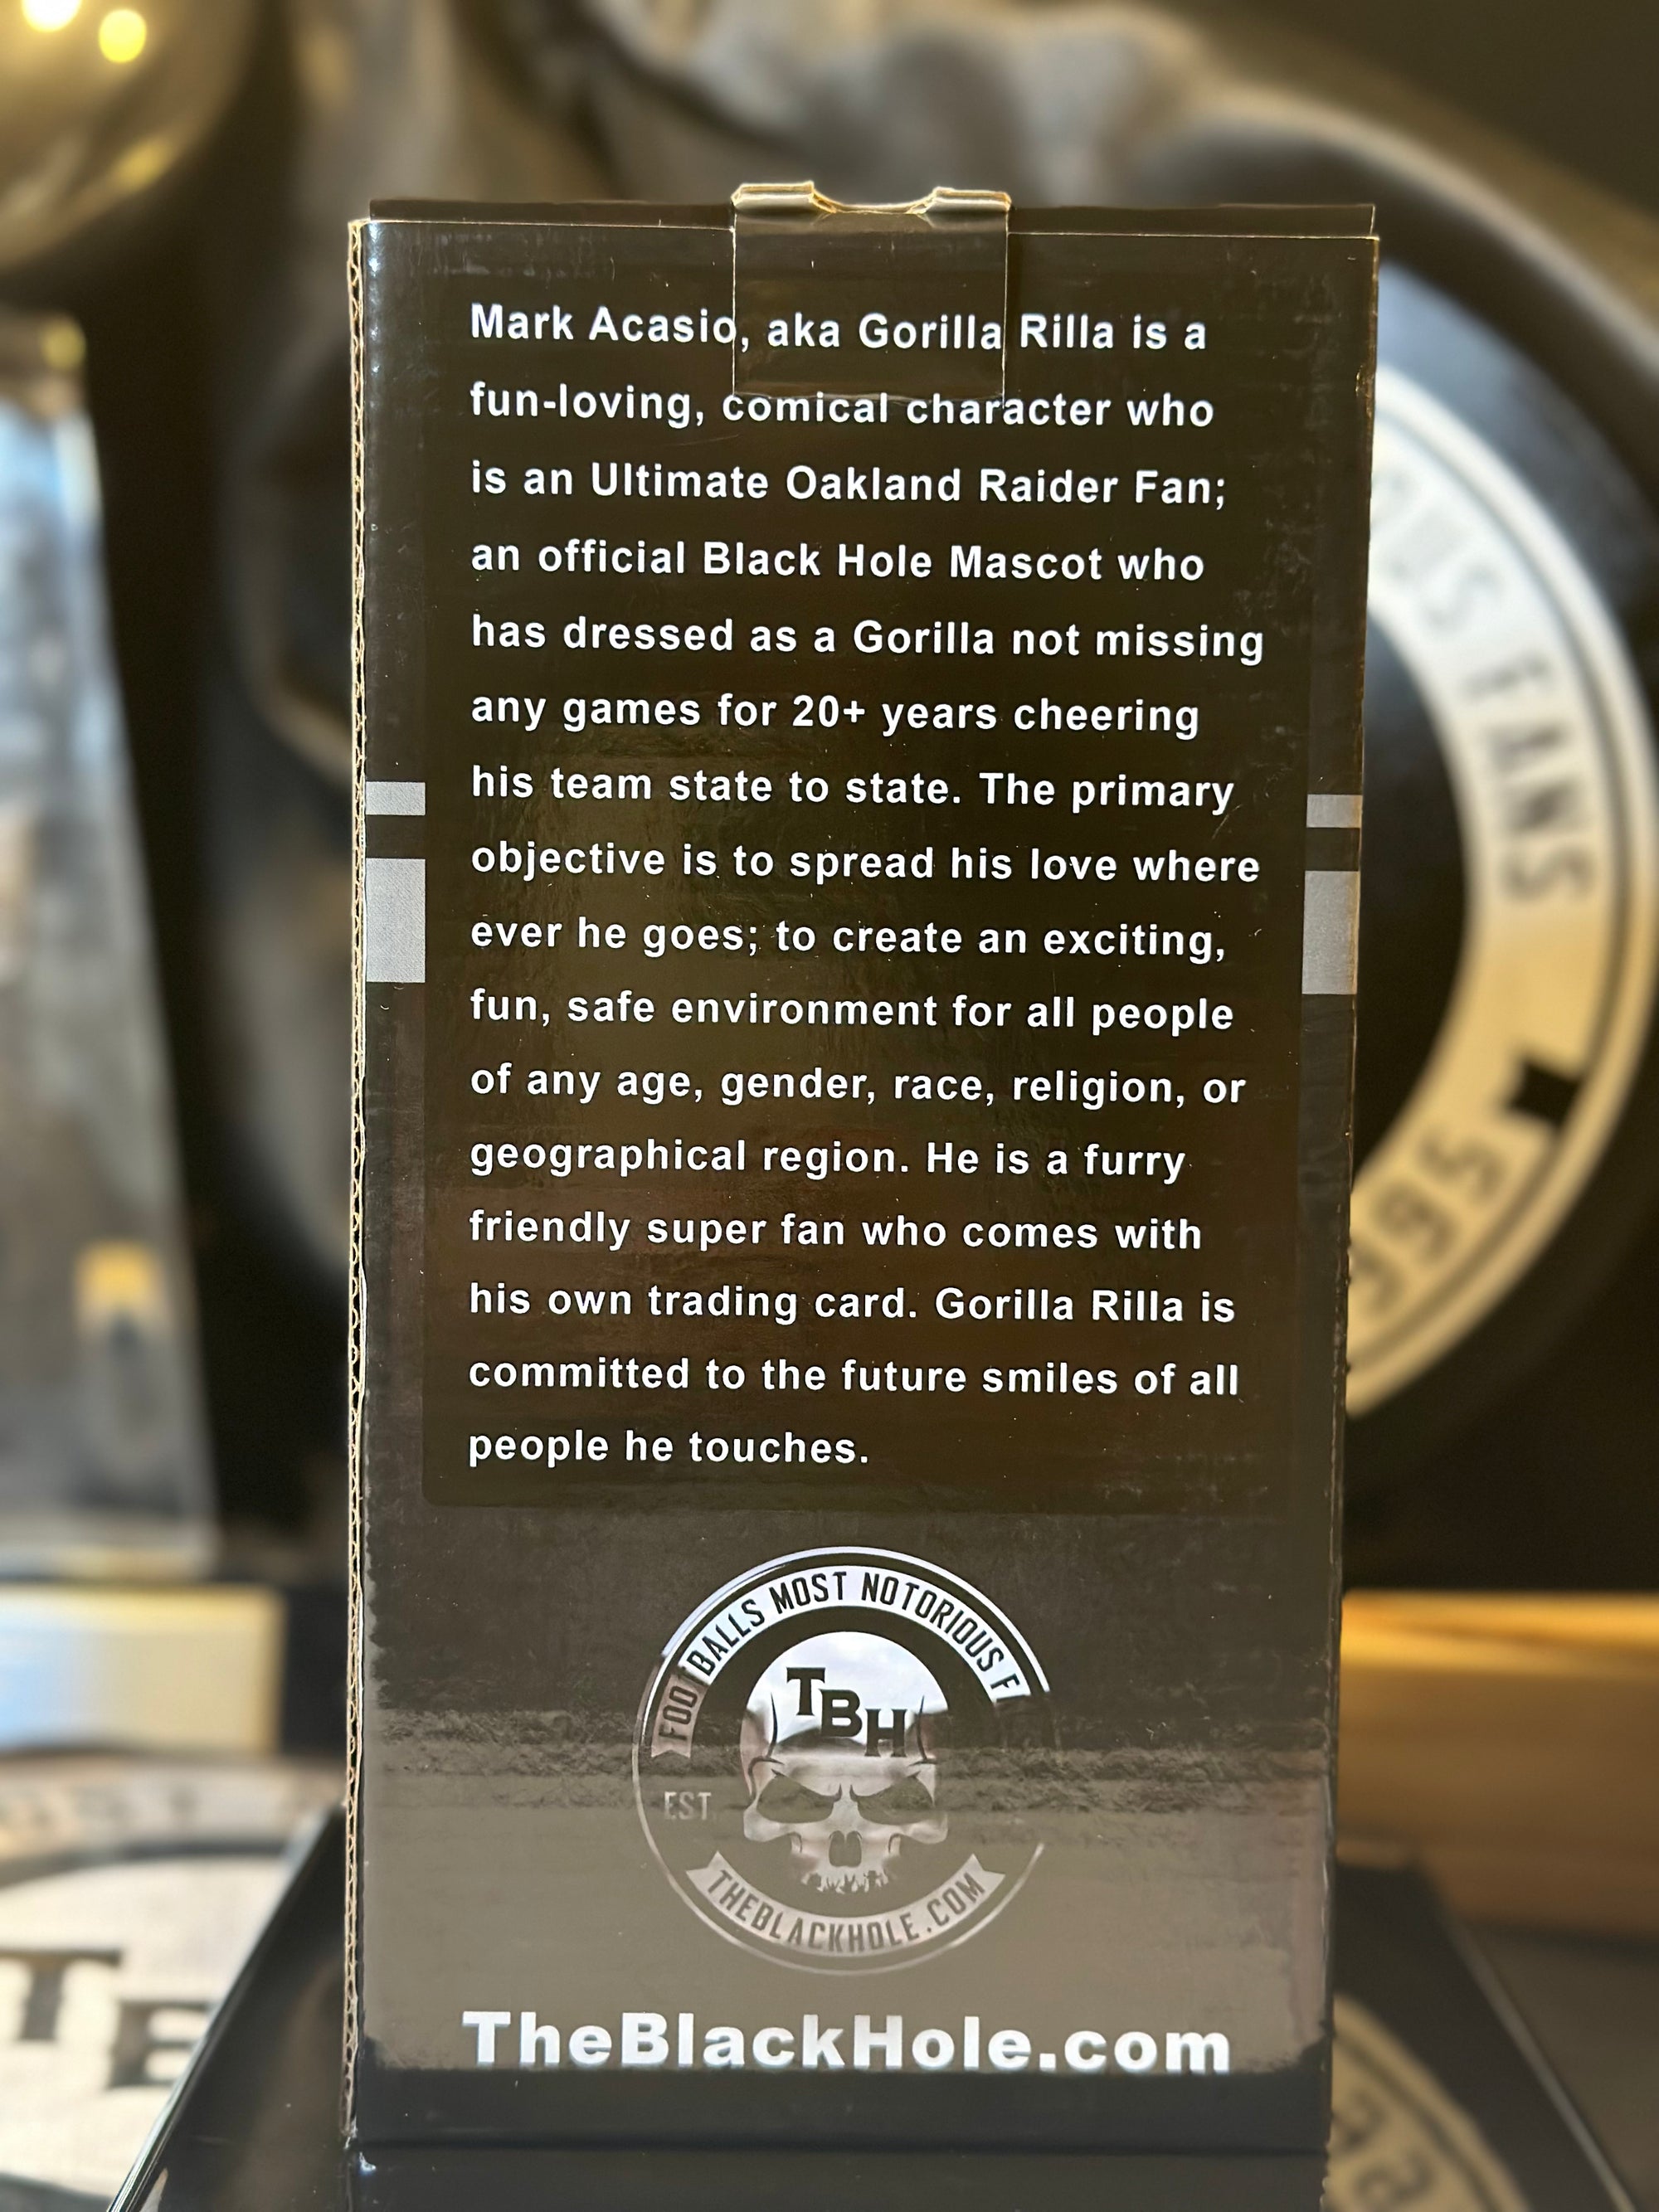 Mark Acasio, aka Gorilla Rilla is a
fun-loving, comical character who
is an Ultimate Oakland Raider Fan;
an official Black Hole Mascot who
has dressed as a Gorilla not missing
any games for 20+ years cheering
his team state to state. The primary
objective is to spread his love where
ever he goes; to create an exciting,
fun, safe environment for all people
of any age, gender, race, religion, or
geographical region. He is a furry
friendly super fan who comes with
his own trading card. Gorilla Rilla is
committed to the future smiles of all
people he touches.
FOOTBALLS MOST NOTORIOUS
TBH
EST.
THEBLACKHOLE.COM
TheBlackHole.com
FANS